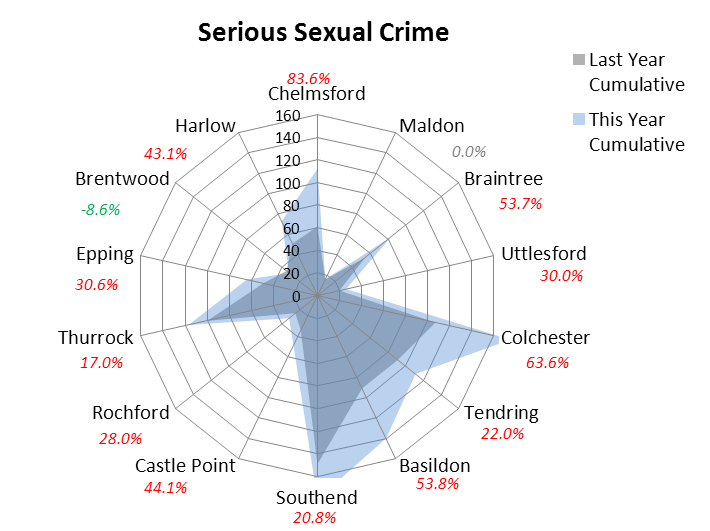 Serious Sexual Crime
Last Year
Cumulative
This Year
Cumulative
83.6%
Chelmsford
Maldon
0.0%
Braintree
53.7%
Uttlesford
30.0%
Colchester
63.6%
Tendring
22.0%
Basildon
53.8%
Southend
20.8%
Castle Point
44.1%
Rochford
28.0%
Thurrock
17.0%
Epping
30.6%
Brentwood
-8.6%
Harlow
43.1%
160
140
120
100
80
60
40
20
0